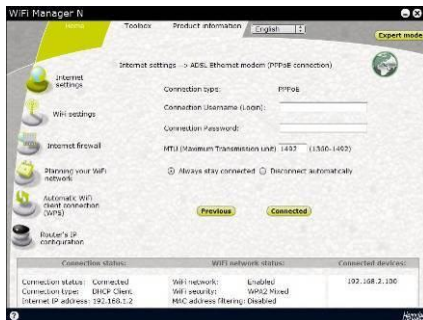 WiFi Manager N
Home Toolbox Product information English
Expert mode
Internet settings --> ADSL Ethernet modem (PPPoE connection)
Internet
settings
WiFi settings
Internet firewall
Planning your WiFi
network
Automatic WiFi
client connection
(WPS)
Router's IP
configuration
Connection type: PPPoE
Connection Username (Login):
Connection Password:
MTU (Maximum Transmission unit) 1492 (1360-1492)
Always stay connected Disconnect automatically
Previous Connected
Connection status: WiFi network status: Connected devices:
Connection status: Connected WiFi network: Enabled 192.168.2.100
Connection type: DHCP Client WiFi security: WPA2 Mixed
Internet IP address: 192.168.1.2 MAC address filtering: Disabled
?
Hercules